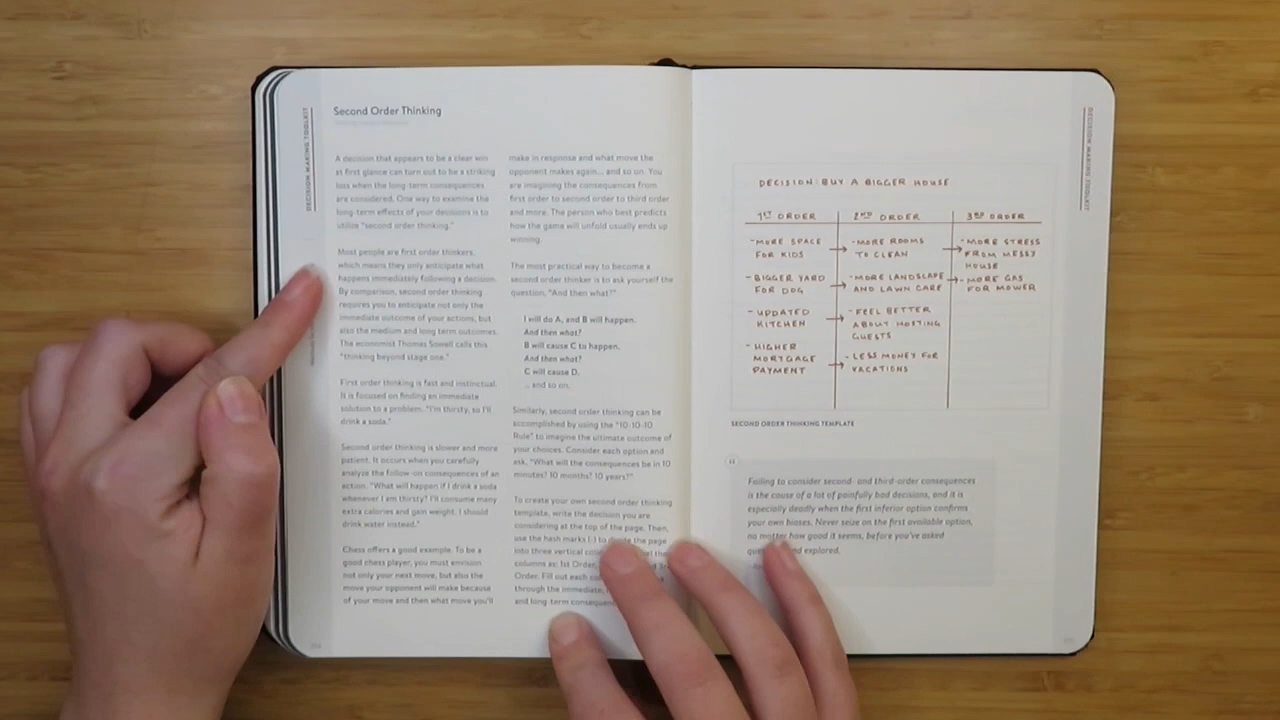 DECISION MAKING TOOLKIT
Second Order Thinking
A decision that appears to be a clear win
at first glance can turn out to be a striking
loss when the long-term consequences
are considered. One way to examine the
long-term effects of your decisions is to
utilize "second order thinking."
Most people are first order thinkers,
which means they only anticipate what
happens immediately following a decision.
By comparison, second order thinking
requires you to anticipate not only the
immediate outcome of your actions, but
also the medium and long term outcomes.
The economist Thomas Sowell calls this
"thinking beyond stage one."
First order thinking is fast and instinctual.
It is focused on finding an immediate
solution to a problem. "I'm thirsty, so I'll
drink a soda."
Second order thinking is slower and more
patient. It occurs when you carefully
analyze the follow-on consequences of an
action. "What will happen if I drink a soda
whenever I am thirsty? I'll consume many
extra calories and gain weight. I should
drink water instead."
Chess offers a good example. To be a
good chess player, you must envision
not only your next move, but also the
move your opponent will make because
of your move and then what move you'll
make in response and what move the
opponent makes again... and so on. You
are imagining the consequences from
first order to second order to third order
and more. The person who best predicts
how the game will unfold usually ends up
winning.
The most practical way to become a
second order thinker is to ask yourself the
question, "And then what?"
I will do A, and B will happen.
And then what?
B will cause C to happen.
And then what?
C will cause D.
... and so on.
Similarly, second order thinking can be
accomplished by using the "10-10-10
Rule" to imagine the ultimate outcome of
your choices. Consider each option and
ask, "What will the consequences be in 10
minutes? 10 months? 10 years?"
To create your own second order thinking
template, write the decision you are
considering at the top of the page. Then,
use the hash marks (-:) to divide the page
into three vertical
columns as: 1st Order,
Order. Fill out each
through the immediate,
and long-term
DECISION: BUY A BIGGER HOUSE
1ST ORDER 2ND ORDER 3RD ORDER
-MORE SPACE
FOR KIDS
→ -MORE ROOMS
TO CLEAN
→ -MORE STRESS
FROM MESSY
HOUSE
-BIGGER YARD
FOR DOG
→ -MORE LANDSCAPE
AND LAWN CARE
→ -MORE GAS
FOR MOWER
-UPDATED
KITCHEN
→ -FEEL BETTER
ABOUT HOSTING
GUESTS
-HIGHER
MORTGAGE
PAYMENT
→ -LESS MONEY FOR
VACATIONS
SECOND ORDER THINKING TEMPLATE
Failing to consider second- and third-order consequences
is the cause of a lot of painfully bad decisions, and it is
especially deadly when the first inferior option confirms
your own biases. Never seize on the first available option,
no matter how good it seems, before you've asked
and explored.
DECISION MAKING TOOLKIT